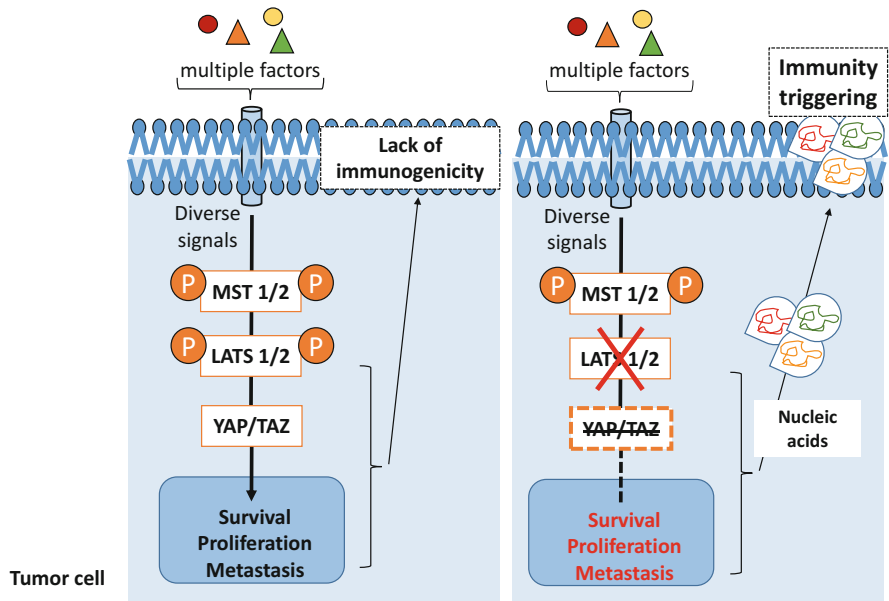 multiple factors
Lack of
immunogenicity
Diverse
signals
P
MST 1/2
P
P
LATS 1/2
P
YAP/TAZ
Survival
Proliferation
Metastasis
Tumor cell
multiple factors
Immunity
triggering
Diverse
signals
P
MST 1/2
P
LATS 1/2
YAP/TAZ
Nucleic
acids
Survival
Proliferation
Metastasis